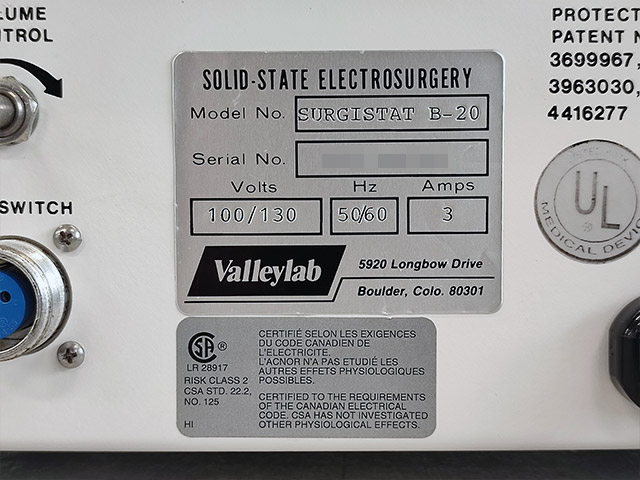 LUME
NTROL
PROTECT
PATENT N
3699967,
3963030,
4416277
SOLID-STATE ELECTROSURGERY
Model No. SURGISTAT B-20
Serial No.
Volts Hz Amps
100/130 50/60 3
Valleylab
5920 Longbow Drive
Boulder, Colo. 80301
SWITCH
UL
®
MEDICAL DEVIC
CSA ®
LR 28917
RISK CLASS 2
CSA STD. 22.2,
NO. 125
HI
CERTIFIÉ SELON LES EXIGENCES
DU CODE CANADIEN DE
L'ELECTRICITE.
L'ACNOR N'A PAS ETUDIÉ LES
AUTRES EFFETS PHYSIOLOGIQUES
POSSIBLES.
CERTIFIED TO THE REQUIREMENTS
OF THE CANADIAN ELECTRICAL
CODE. CSA HAS NOT INVESTIGATED
OTHER PHYSIOLOGICAL EFFECTS.